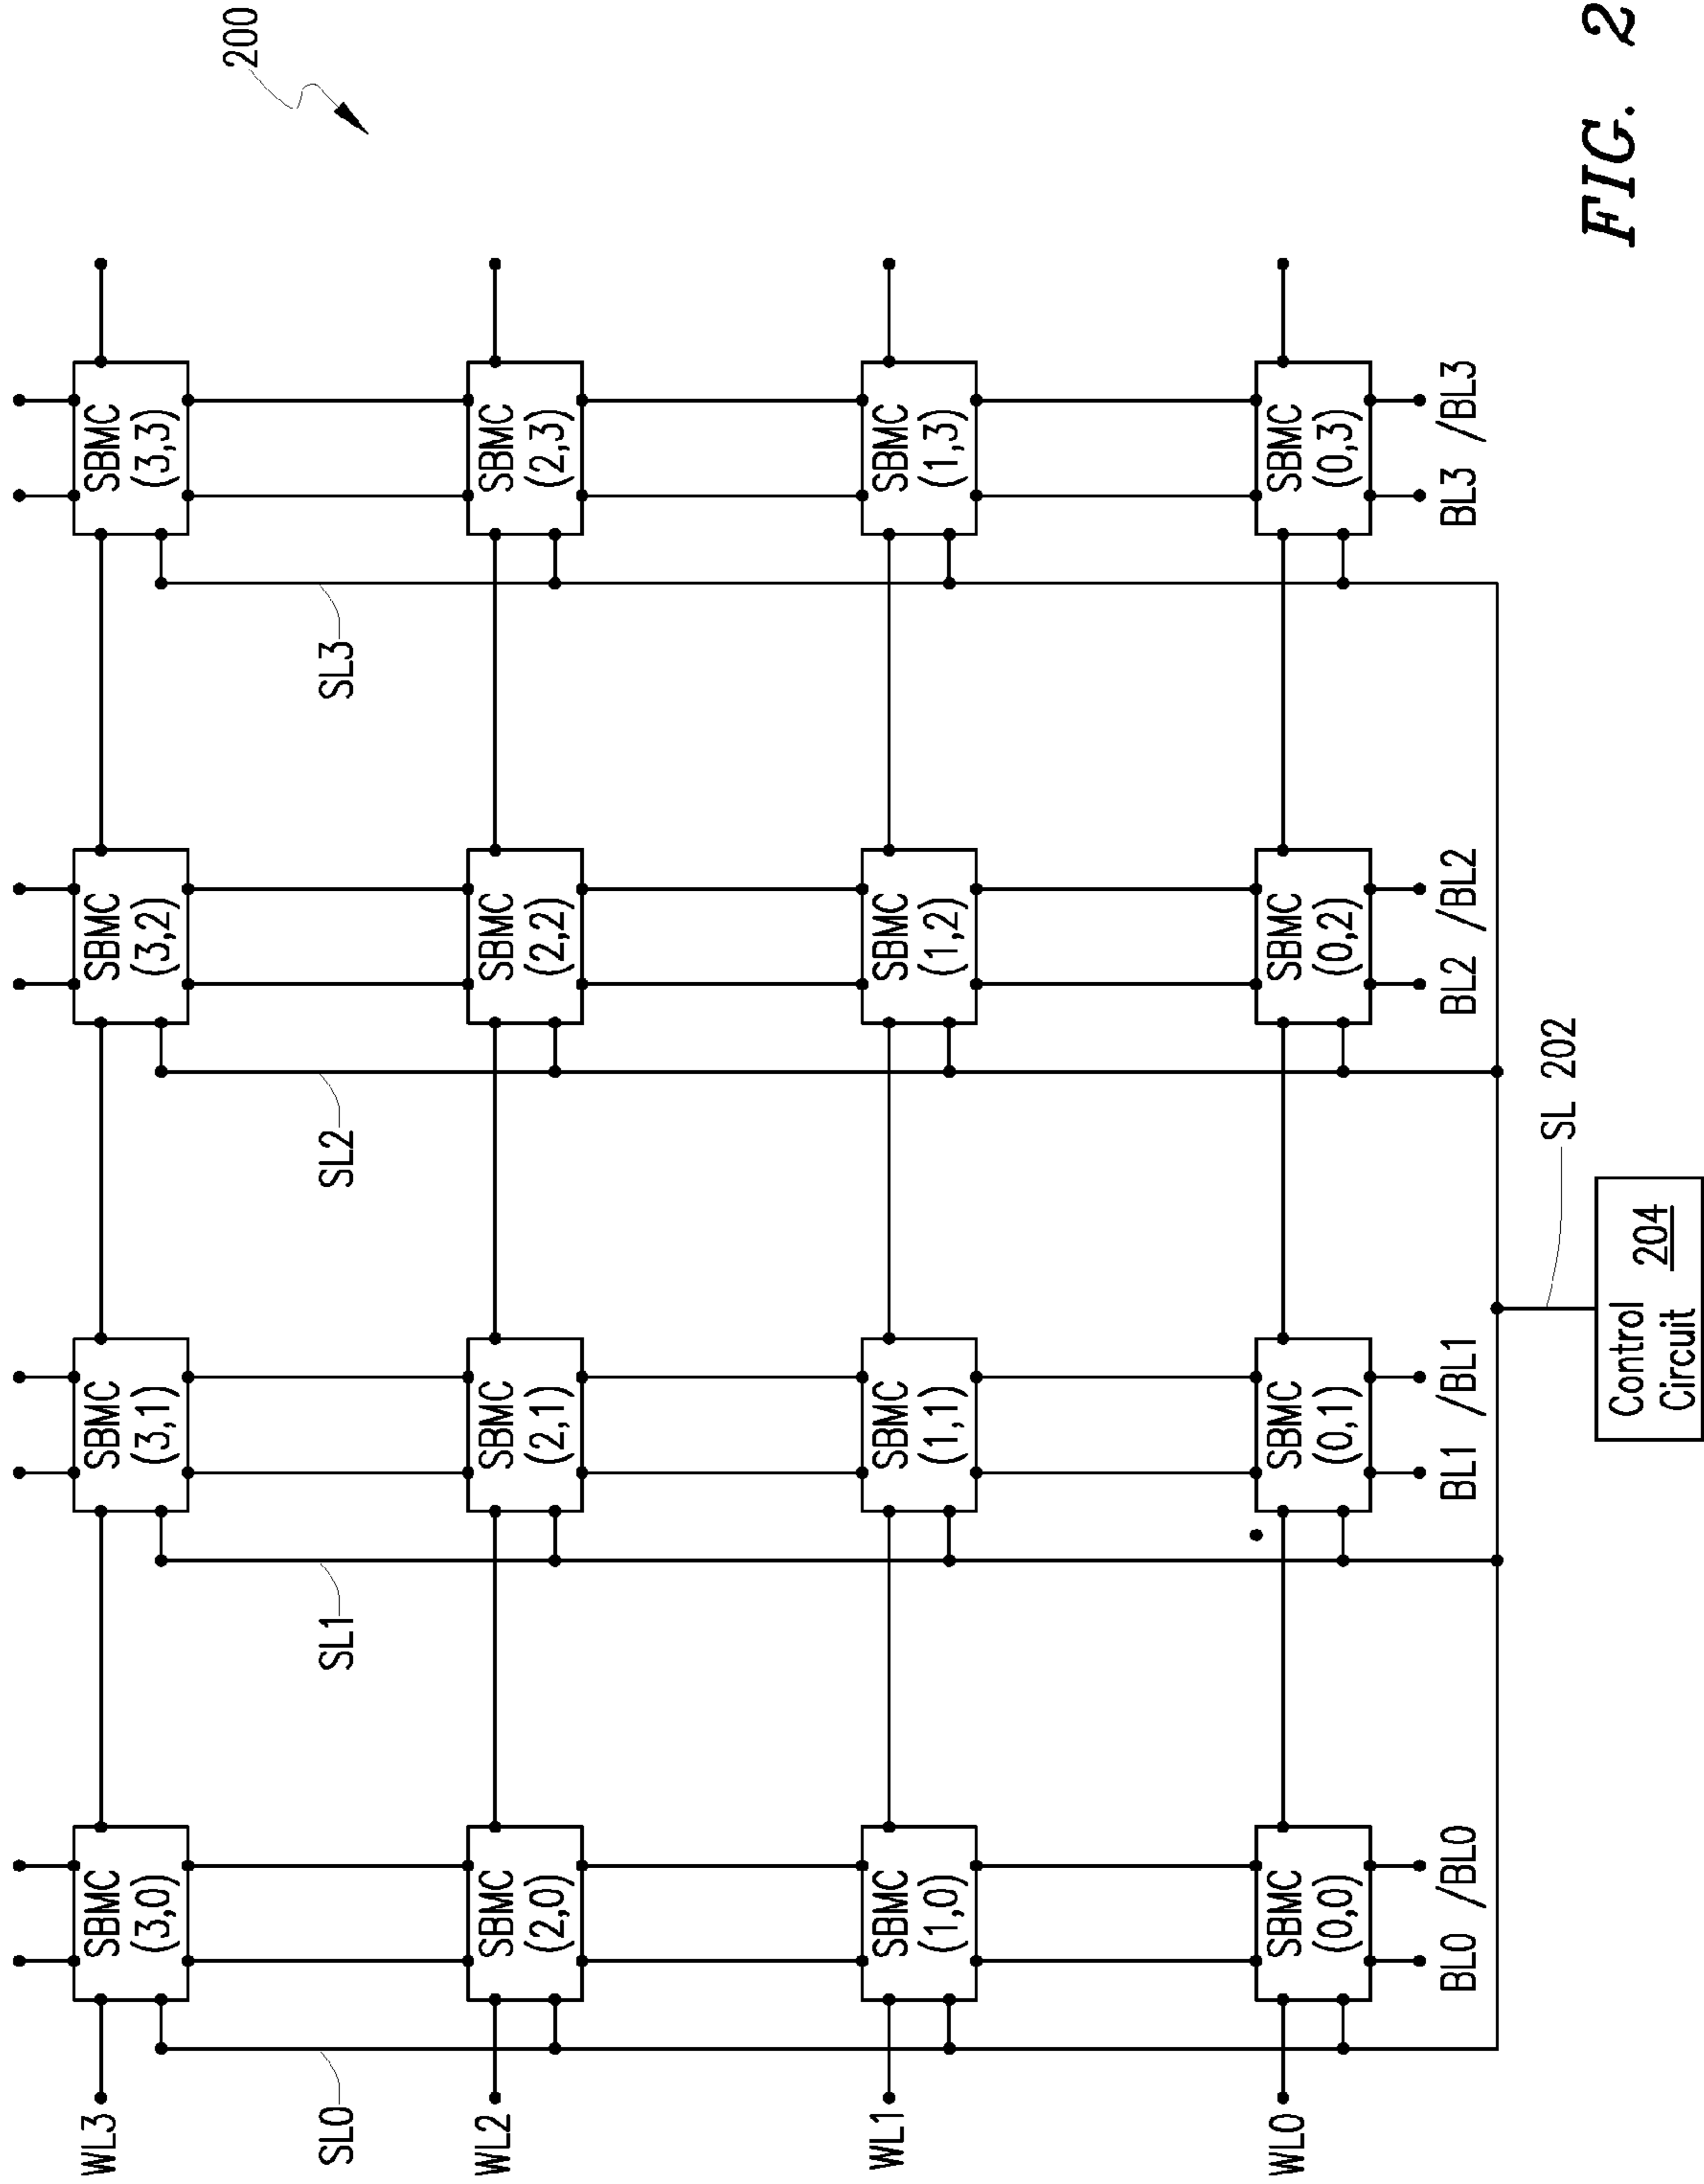 200
WL3
SBMC
(3,0)
SBMC
(3,1)
SBMC
(3,2)
SBMC
(3,3)
SL0
SL1
SL2
SL3
WL2
SBMC
(2,0)
SBMC
(2,1)
SBMC
(2,2)
SBMC
(2,3)
WL1
SBMC
(1,0)
SBMC
(1,1)
SBMC
(1,2)
SBMC
(1,3)
WL0
SBMC
(0,0)
SBMC
(0,1)
SBMC
(0,2)
SBMC
(0,3)
BL0 /BL0
BL1 /BL1
BL2 /BL2
BL3 /BL3
SL 202
Control 204
Circuit
FIG. 2